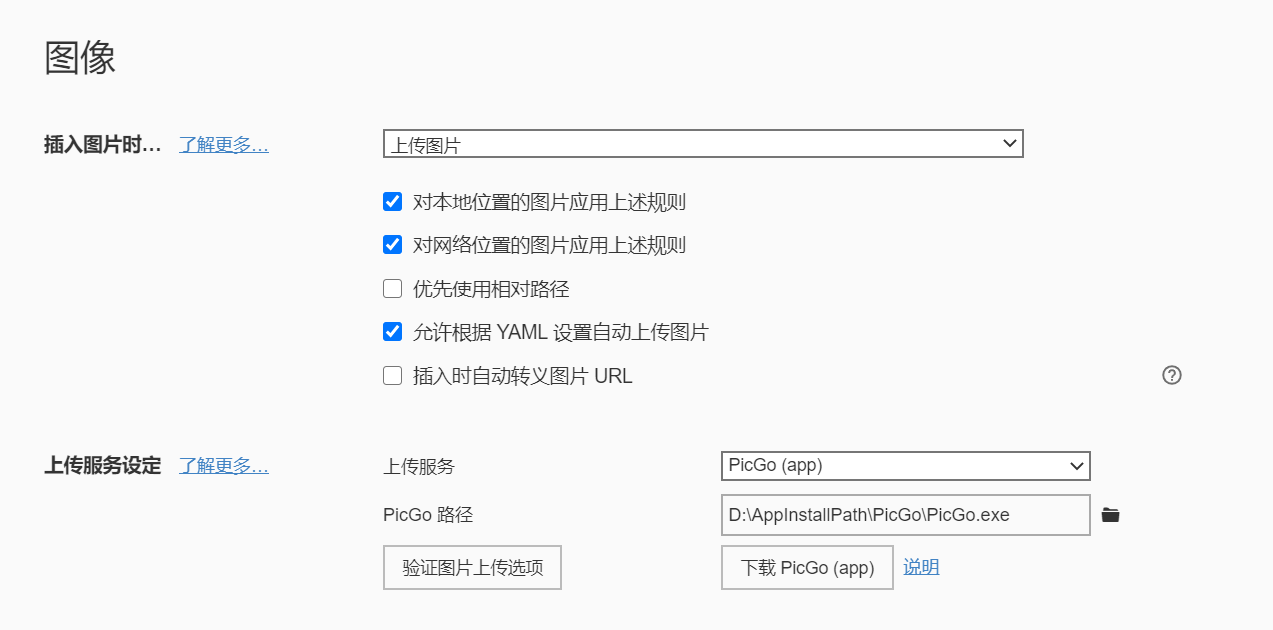 图像
插入图片时… 了解更多… 上传图片
对本地位置的图片应用上述规则
对网络位置的图片应用上述规则
优先使用相对路径
允许根据 YAML 设置自动上传图片
插入时自动转义图片 URL ?
上传服务设定 了解更多… 上传服务 PicGo (app)
PicGo 路径 D:\AppInstallPath\PicGo\PicGo.exe
验证图片上传选项 下载 PicGo (app) 说明